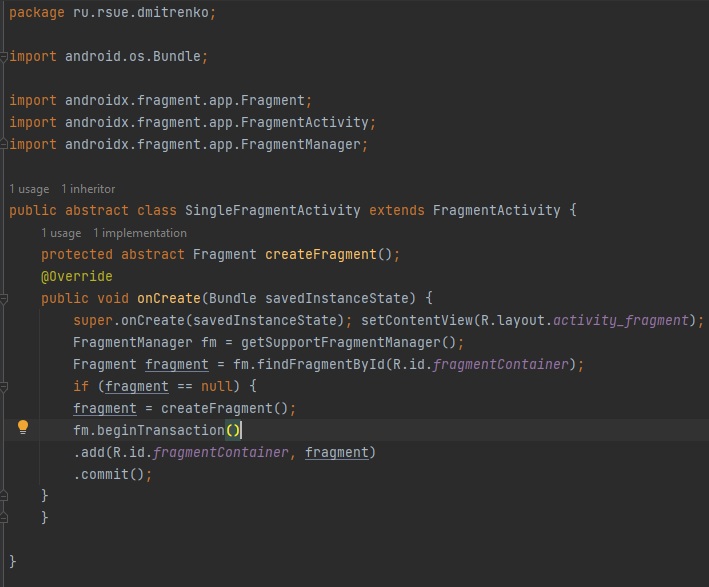 package ru.rsue.dmitrenko;
import android.os.Bundle;
import androidx.fragment.app.Fragment;
import androidx.fragment.app.FragmentActivity;
import androidx.fragment.app.FragmentManager;
1 usage   1 inheritor
public abstract class SingleFragmentActivity extends FragmentActivity {
1 usage   1 implementation
protected abstract Fragment createFragment();
@Override
public void onCreate(Bundle savedInstanceState) {
super.onCreate(savedInstanceState); setContentView(R.layout.activity_fragment);
FragmentManager fm = getSupportFragmentManager();
Fragment fragment = fm.findFragmentById(R.id.fragmentContainer);
if (fragment == null) {
fragment = createFragment();
fm.beginTransaction()
.add(R.id.fragmentContainer, fragment)
.commit();
}
}
}